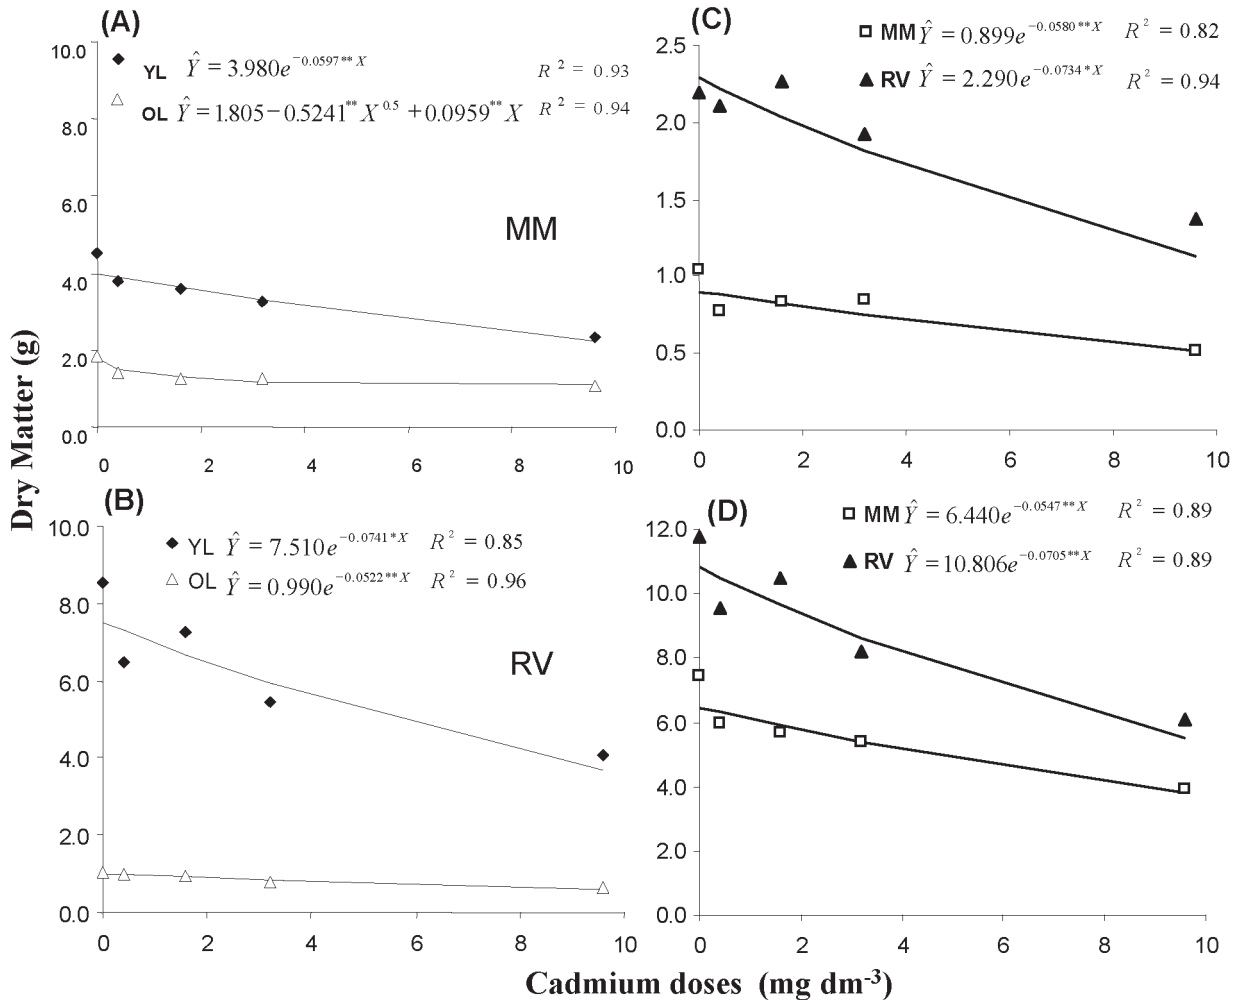 (A)
10.0
YL Ŷ = 3.980e^−0.0597** X R² = 0.93
OL Ŷ = 1.805 − 0.5241** X^0.5 + 0.0959** X R² = 0.94
8.0
6.0
MM
4.0
2.0
0.0
0 2 4 6 8 10
(C)
MM Ŷ = 0.899e^−0.0580** X R² = 0.82
RV Ŷ = 2.290e^−0.0734* X R² = 0.94
2.5
2.0
1.5
1.0
0.5
0.0
0 2 4 6 8 10
Dry Matter (g)
(B)
10.0
YL Ŷ = 7.510e^−0.0741* X R² = 0.85
OL Ŷ = 0.990e^−0.0522** X R² = 0.96
8.0
RV
6.0
4.0
2.0
0.0
0 2 4 6 8 10
(D)
MM Ŷ = 6.440e^−0.0547** X R² = 0.89
RV Ŷ = 10.806e^−0.0705** X R² = 0.89
12.0
10.0
8.0
6.0
4.0
2.0
0.0
0 2 4 6 8 10
Cadmium doses (mg dm⁻³)